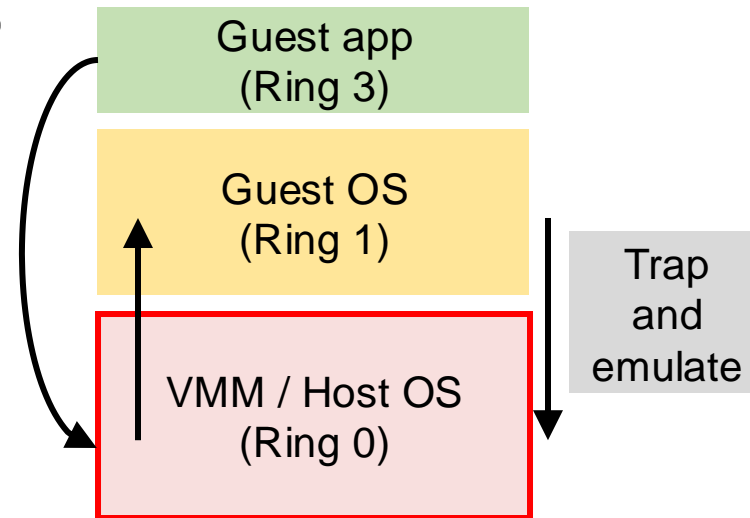 Guest app
(Ring 3)
Guest OS
(Ring 1)
Trap
and
emulate
VMM / Host OS
(Ring 0)